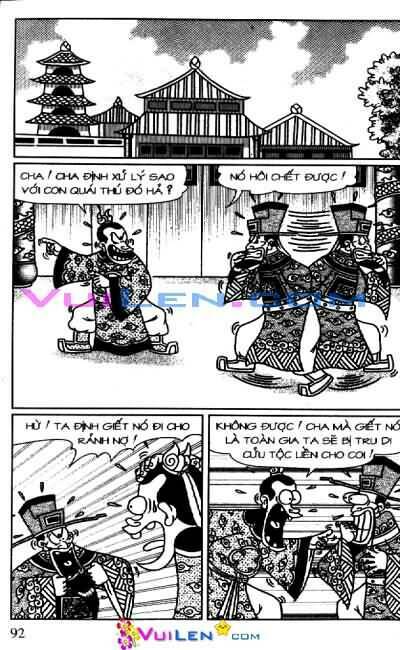 CHA! CHA ĐỊNH XỬ LÝ SAO
VỚI CON QUÁI THÚ ĐÓ HẢ?
NÓ HÔI CHẾT ĐƯỢC!
VUILEN.COM
HỪ! TA ĐỊNH GIẾT NÓ ĐI CHO
RẢNH NỢ!
KHÔNG ĐƯỢC! CHA MÀ GIẾT NÓ
LÀ TOÀN GIA TA SẼ BỊ TRU DI
CỬU TỘC LIỀN CHO COI!
92
VUILEN.COM